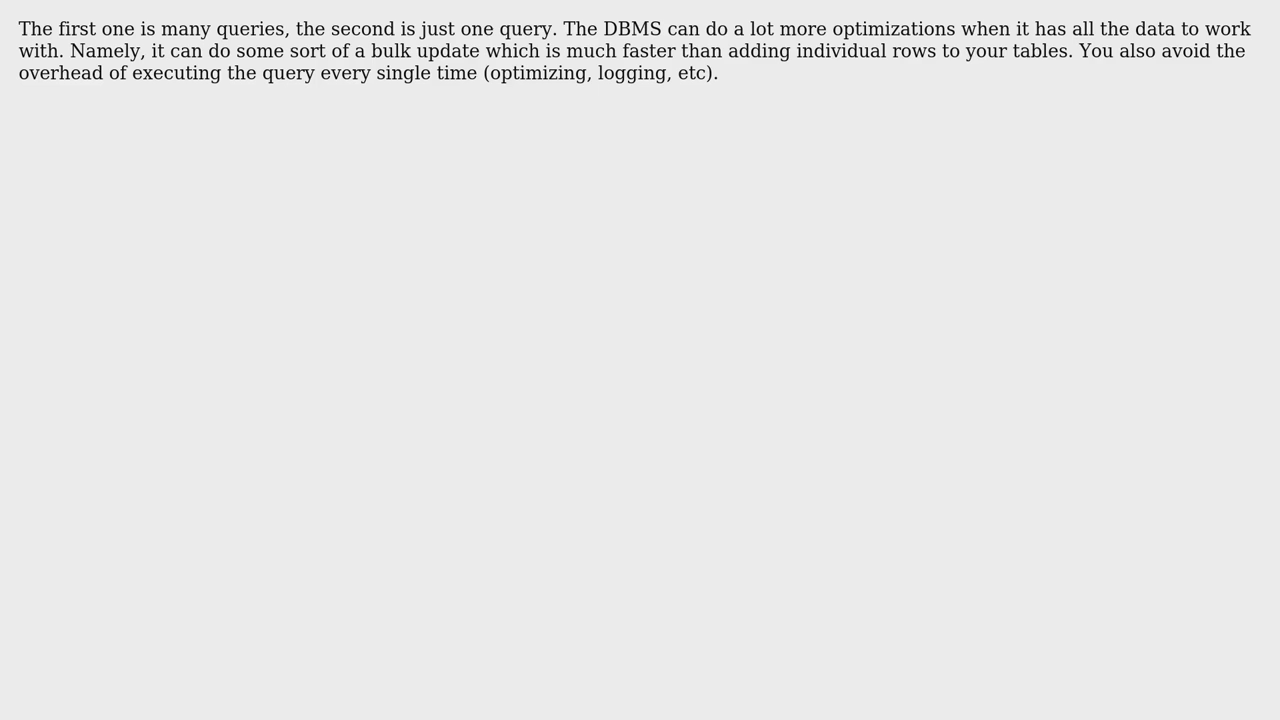 The first one is many queries, the second is just one query. The DBMS can do a lot more optimizations when it has all the data to work
with. Namely, it can do some sort of a bulk update which is much faster than adding individual rows to your tables. You also avoid the
overhead of executing the query every single time (optimizing, logging, etc).